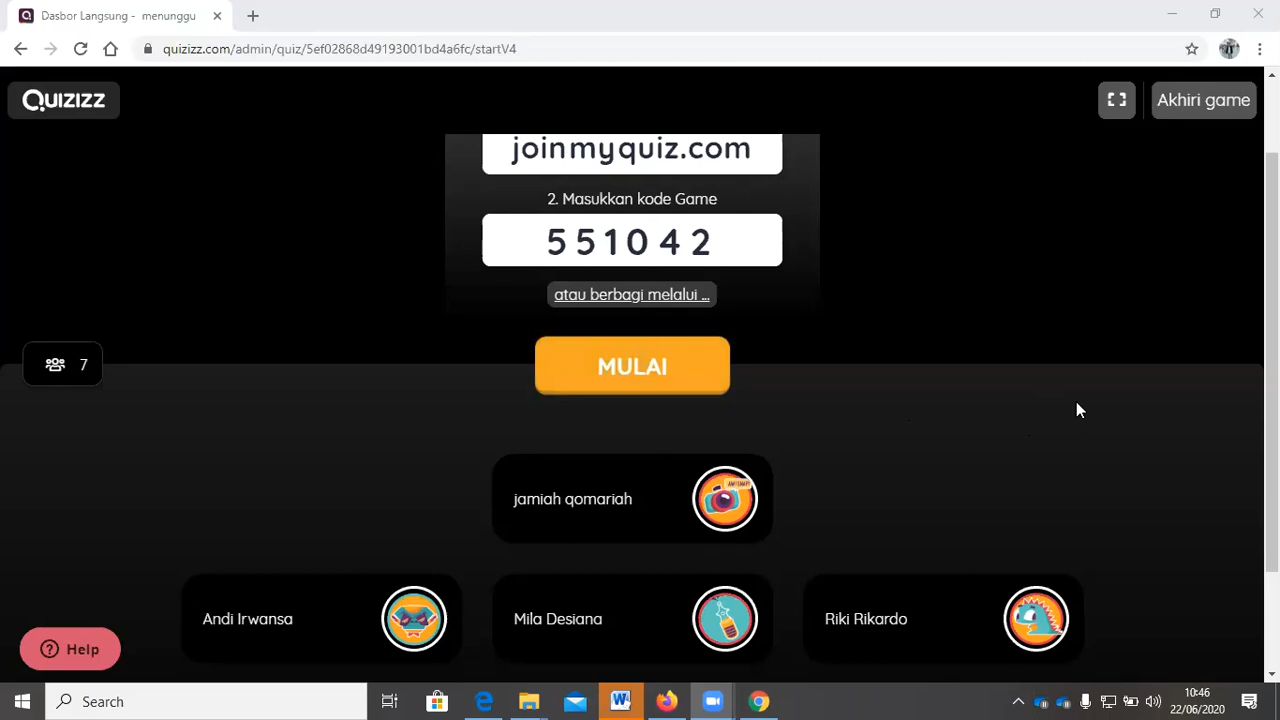 Dasbor Langsung - menunggu
quizizz.com/admin/quiz/5ef02868d49193001bd4a6fc/startV4
Quizizz
Akhiri game
joinmyquiz.com
2. Masukkan kode Game
551042
atau berbagi melalui ...
7
MULAI
jamiah qomariah
Andi Irwansa
Mila Desiana
Riki Rikardo
Help
Search
10:46
22/06/2020